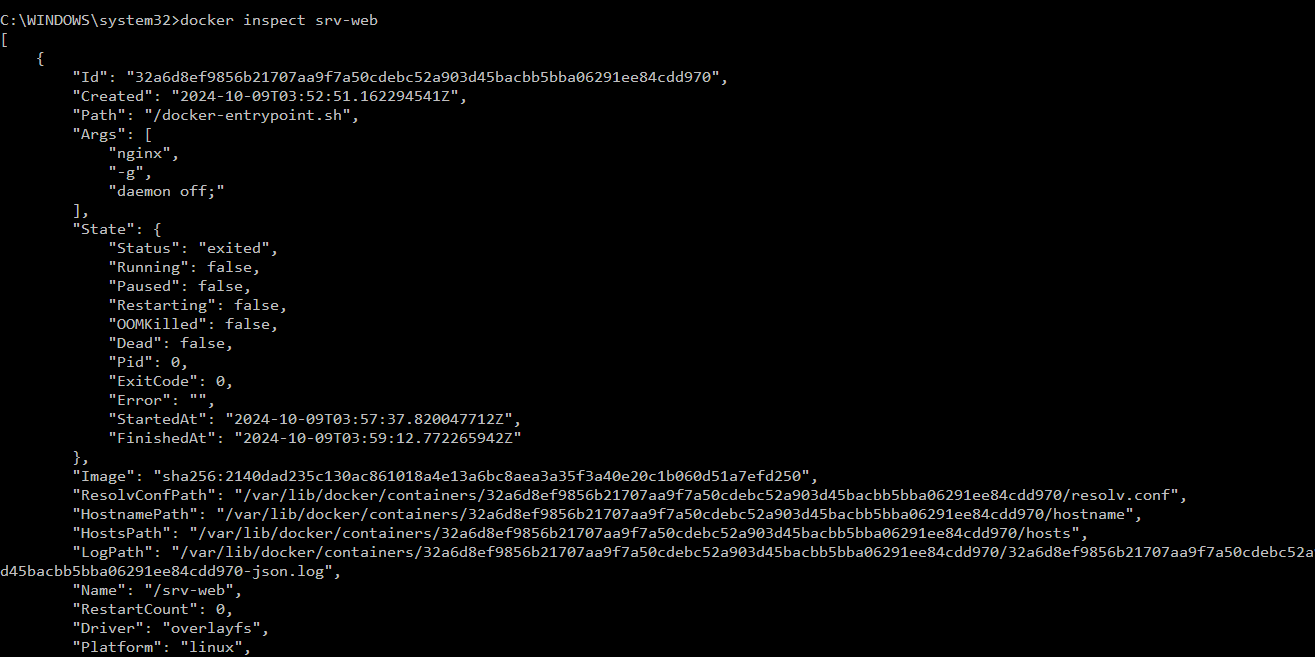 C:\WINDOWS\system32>docker inspect srv-web
[
    {
        "Id": "32a6d8ef9856b21707aa9f7a50cdebc52a903d45bacbb5bba06291ee84cdd970",
        "Created": "2024-10-09T03:52:51.162294541Z",
        "Path": "/docker-entrypoint.sh",
        "Args": [
            "nginx",
            "-g",
            "daemon off;"
        ],
        "State": {
            "Status": "exited",
            "Running": false,
            "Paused": false,
            "Restarting": false,
            "OOMKilled": false,
            "Dead": false,
            "Pid": 0,
            "ExitCode": 0,
            "Error": "",
            "StartedAt": "2024-10-09T03:57:37.820047712Z",
            "FinishedAt": "2024-10-09T03:59:12.772265942Z"
        },
        "Image": "sha256:2140dad235c130ac861018a4e13a6bc8aea3a35f3a40e20c1b060d51a7efd250",
        "ResolvConfPath": "/var/lib/docker/containers/32a6d8ef9856b21707aa9f7a50cdebc52a903d45bacbb5bba06291ee84cdd970/resolv.conf",
        "HostnamePath": "/var/lib/docker/containers/32a6d8ef9856b21707aa9f7a50cdebc52a903d45bacbb5bba06291ee84cdd970/hostname",
        "HostsPath": "/var/lib/docker/containers/32a6d8ef9856b21707aa9f7a50cdebc52a903d45bacbb5bba06291ee84cdd970/hosts",
        "LogPath": "/var/lib/docker/containers/32a6d8ef9856b21707aa9f7a50cdebc52a903d45bacbb5bba06291ee84cdd970/32a6d8ef9856b21707aa9f7a50cdebc52a
d45bacbb5bba06291ee84cdd970-json.log",
        "Name": "/srv-web",
        "RestartCount": 0,
        "Driver": "overlayfs",
        "Platform": "linux",